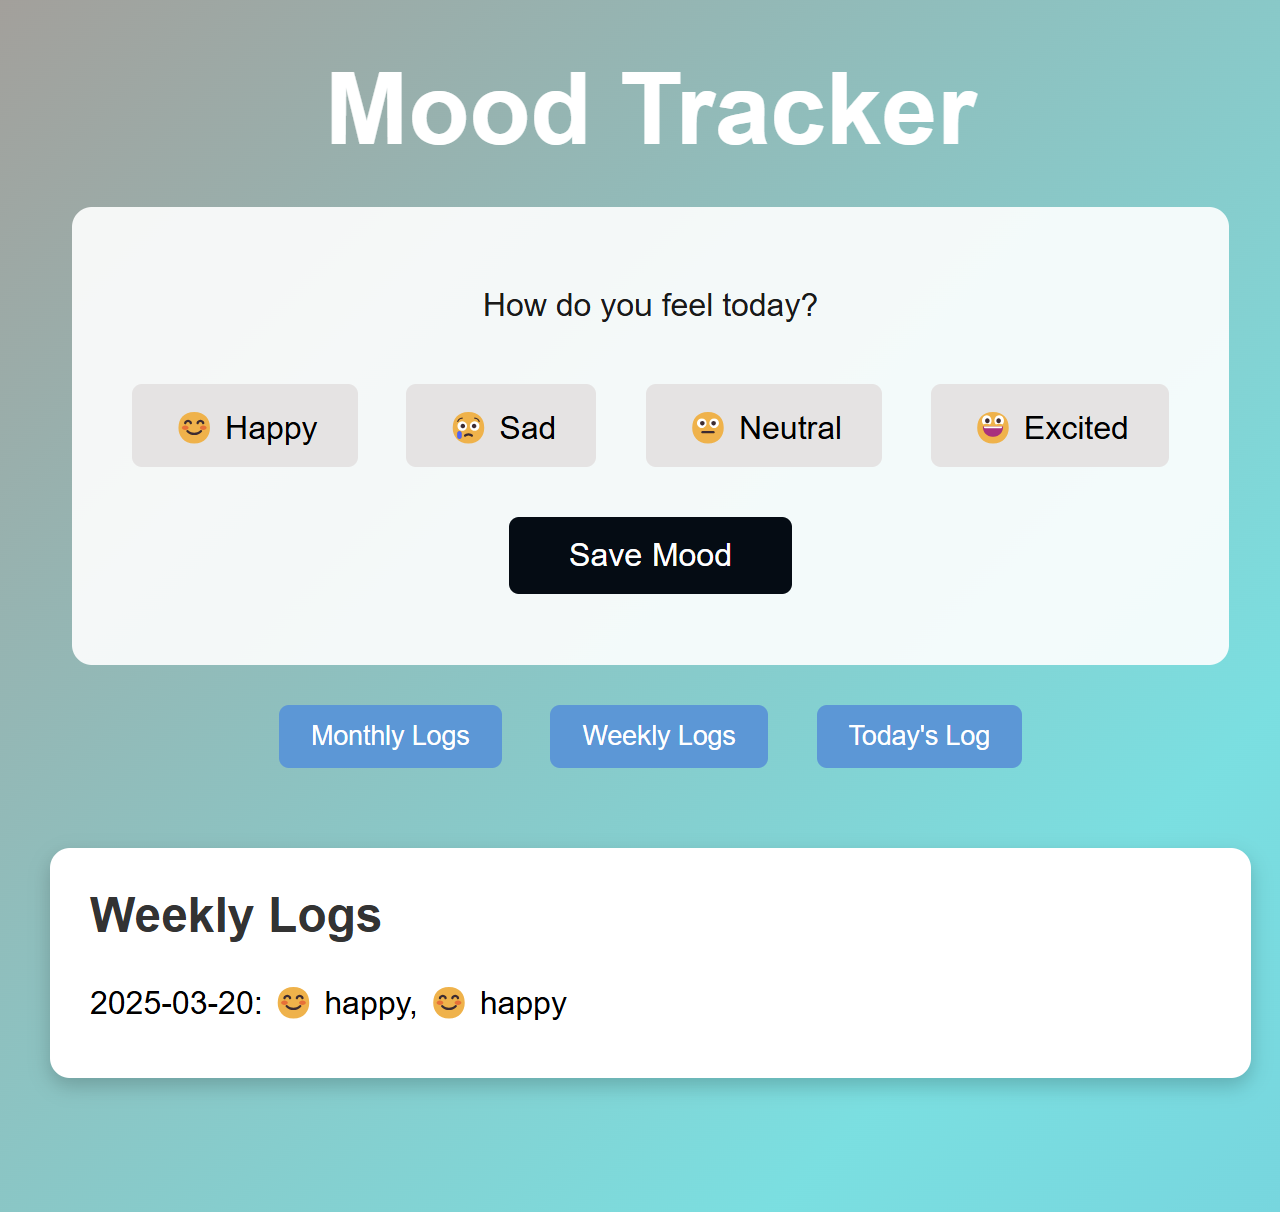 Mood Tracker
How do you feel today?
😊 Happy 😢 Sad 😐 Neutral 😃 Excited
Save Mood
Monthly Logs Weekly Logs Today's Log
Weekly Logs
2025-03-20: 😊 happy, 😊 happy